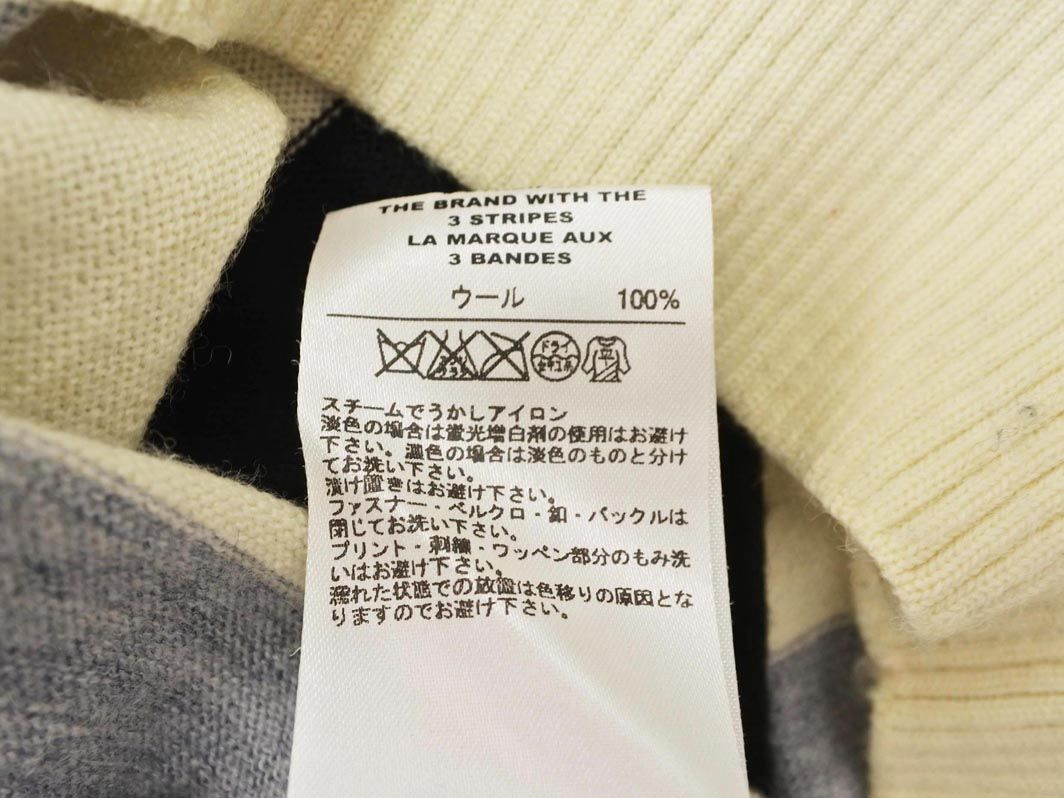 THE BRAND WITH THE
3 STRIPES
LA MARQUE AUX
3 BANDES
ウール 100%
ドライ
セキユ系
平
スチームでうかしアイロン
淡色の場合は蛍光増白剤の使用はお避け
下さい。濃色の場合は淡色のものと分け
てお洗い下さい。
漬け置きはお避け下さい。
ファスナー・ベルクロ・釦・バックルは
閉じてお洗い下さい。
プリント・刺繍・ワッペン部分のもみ洗
いはお避け下さい。
濡れた状態での放置は色移りの原因とな
りますのでお避け下さい。